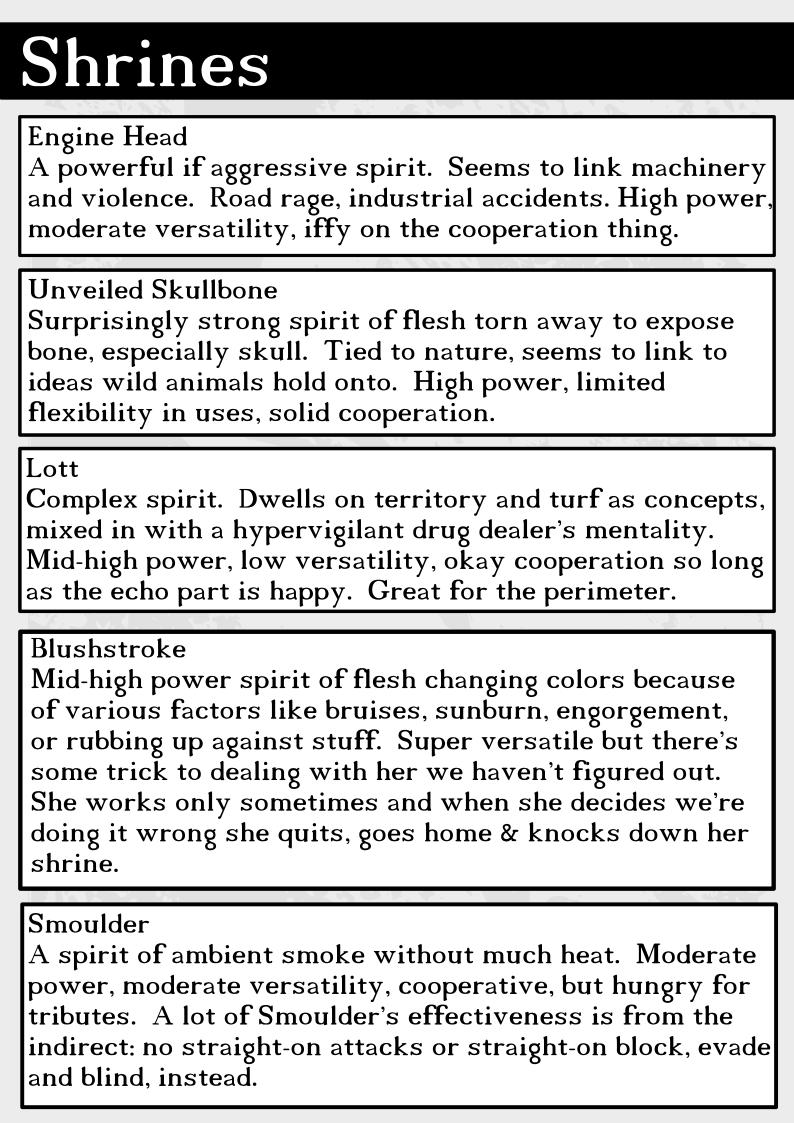 Shrines
Engine Head
A powerful if aggressive spirit.  Seems to link machinery
and violence.  Road rage, industrial accidents. High power,
moderate versatility, iffy on the cooperation thing.
Unveiled Skullbone
Surprisingly strong spirit of flesh torn away to expose
bone, especially skull.  Tied to nature, seems to link to
ideas wild animals hold onto.  High power, limited
flexibility in uses, solid cooperation.
Lott
Complex spirit.  Dwells on territory and turf as concepts,
mixed in with a hypervigilant drug dealer's mentality.
Mid-high power, low versatility, okay cooperation so long
as the echo part is happy.  Great for the perimeter.
Blushstroke
Mid-high power spirit of flesh changing colors because
of various factors like bruises, sunburn, engorgement,
or rubbing up against stuff.  Super versatile but there's
some trick to dealing with her we haven't figured out.
She works only sometimes and when she decides we're
doing it wrong she quits, goes home & knocks down her
shrine.
Smoulder
A spirit of ambient smoke without much heat.  Moderate
power, moderate versatility, cooperative, but hungry for
tributes.  A lot of Smoulder's effectiveness is from the
indirect: no straight-on attacks or straight-on block, evade
and blind, instead.